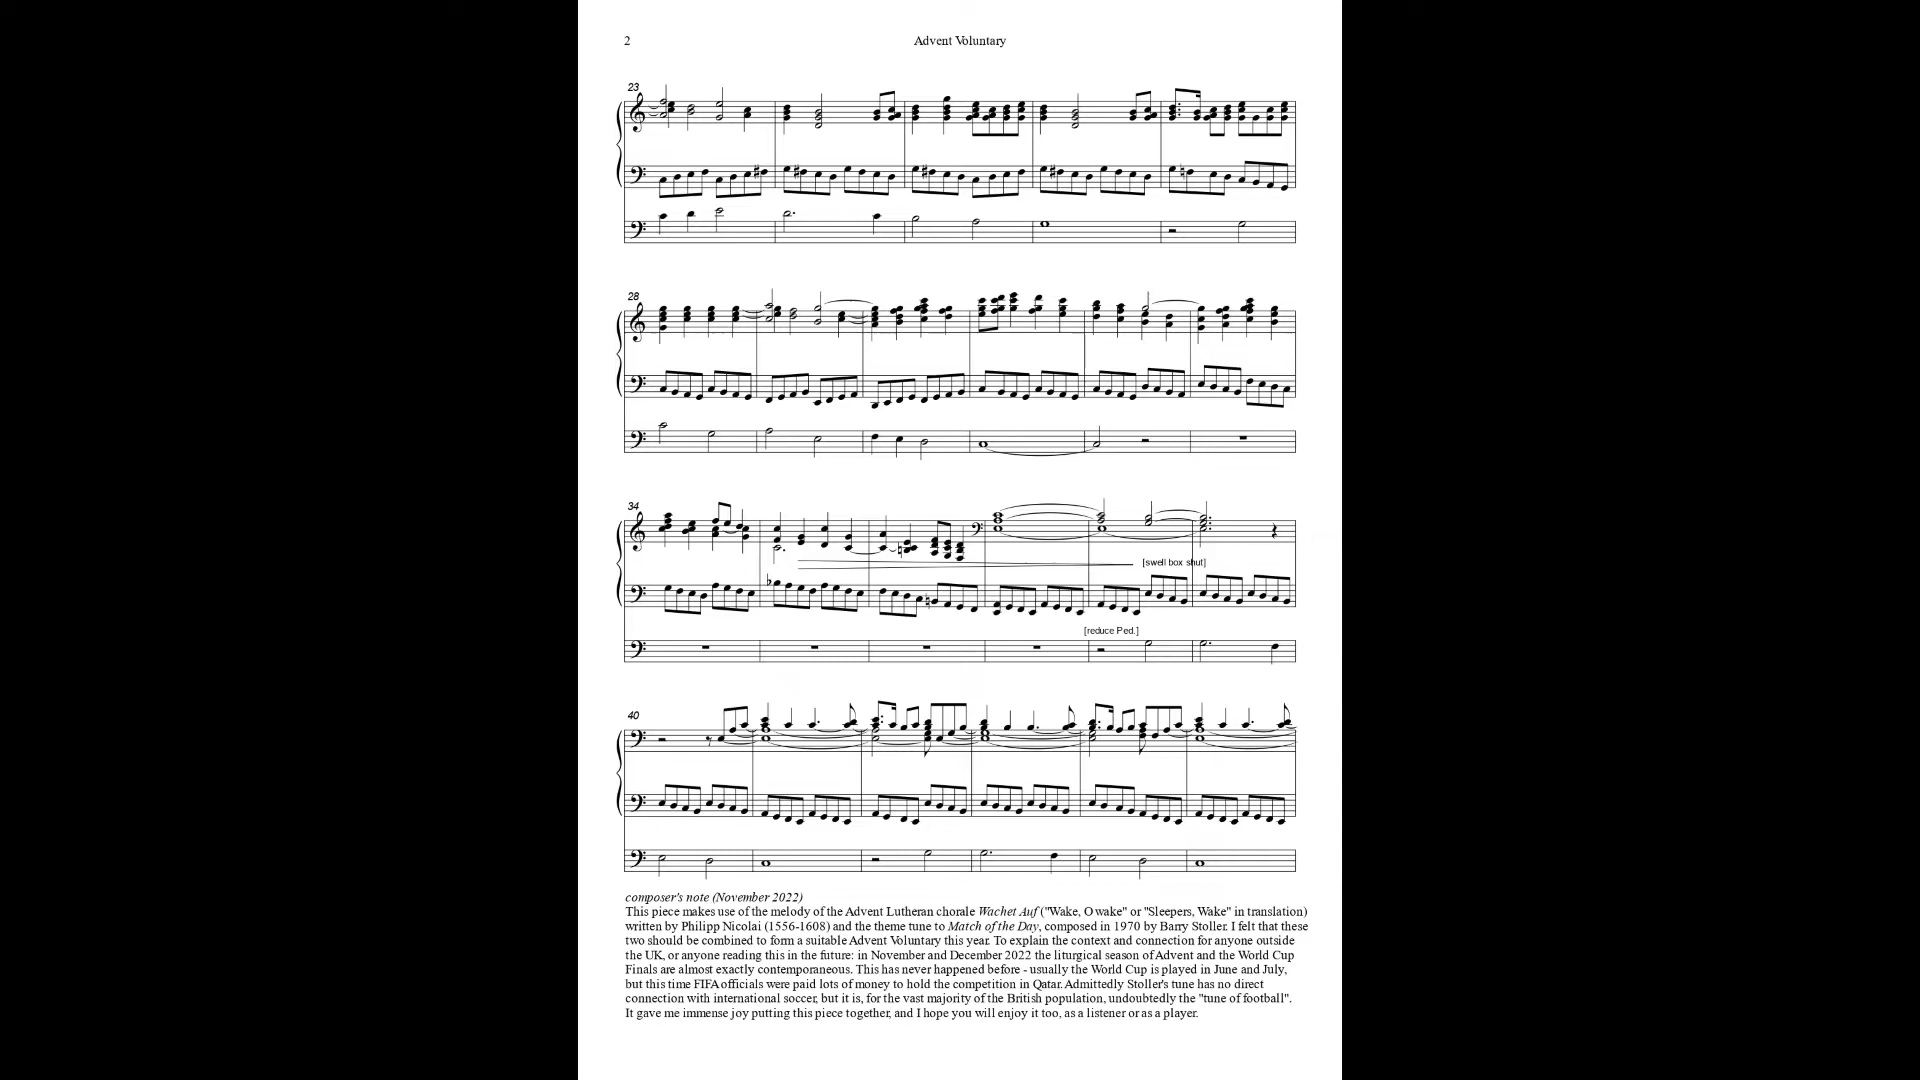 2
Advent Voluntary
23
28
34
[swell box shut]
[reduce Ped.]
40
composer's note (November 2022)
This piece makes use of the melody of the Advent Lutheran chorale Wachet Auf ("Wake, O wake" or "Sleepers, Wake" in translation)
written by Philipp Nicolai (1556-1608) and the theme tune to Match of the Day, composed in 1970 by Barry Stoller. I felt that these
two should be combined to form a suitable Advent Voluntary this year. To explain the context and connection for anyone outside
the UK, or anyone reading this in the future: in November and December 2022 the liturgical season of Advent and the World Cup
Finals are almost exactly contemporaneous. This has never happened before - usually the World Cup is played in June and July,
but this time FIFA officials were paid lots of money to hold the competition in Qatar. Admittedly Stoller's tune has no direct
connection with international soccer, but it is, for the vast majority of the British population, undoubtedly the "tune of football".
It gave me immense joy putting this piece together, and I hope you will enjoy it too, as a listener or as a player.